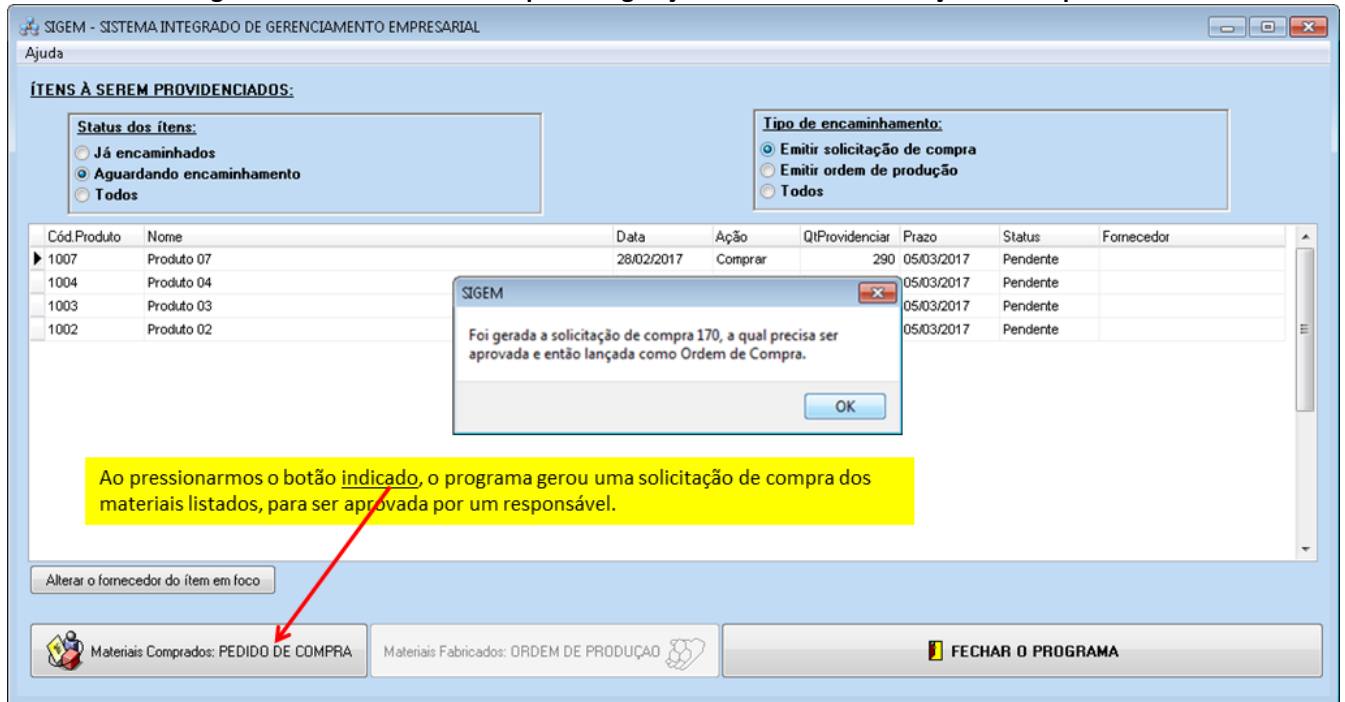 SIGEM - SISTEMA INTEGRADO DE GERENCIAMENTO EMPRESARIAL
Ajuda
ÍTENS À SEREM PROVIDENCIADOS:
Status dos ítens:
Já encaminhados
Aguardando encaminhamento
Todos
Tipo de encaminhamento:
Emitir solicitação de compra
Emitir ordem de produção
Todos
Cód.Produto Nome Data Ação QtProvidenciar Prazo Status Fornecedor
1007 Produto 07 28/02/2017 Comprar 290 05/03/2017 Pendente
1004 Produto 04 05/03/2017 Pendente
1003 Produto 03 05/03/2017 Pendente
1002 Produto 02 05/03/2017 Pendente
SIGEM
Foi gerada a solicitação de compra 170, a qual precisa ser
aprovada e então lançada como Ordem de Compra.
OK
Ao pressionarmos o botão indicado, o programa gerou uma solicitação de compra dos
materiais listados, para ser aprovada por um responsável.
Alterar o fornecedor do ítem em foco
Materiais Comprados: PEDIDO DE COMPRA
Materiais Fabricados: ORDEM DE PRODUÇAO
FECHAR O PROGRAMA